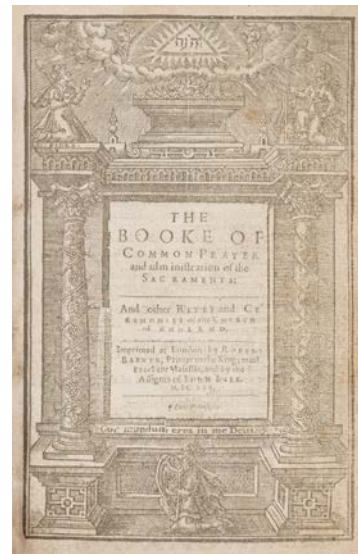 יהוה
THE
BOOKE OF
COMMON PRAYER
and administration of the
SACRAMENTS:
And other RITES and CE-
REMONIES of the CHURCH
of ENGLAND.
Imprinted at London by ROBERT
BARKER, Printer to the Kings most
Excellent Maiestie, and by the
Assignes of IOHN BILL.
Cor mundum, crea in me Deus